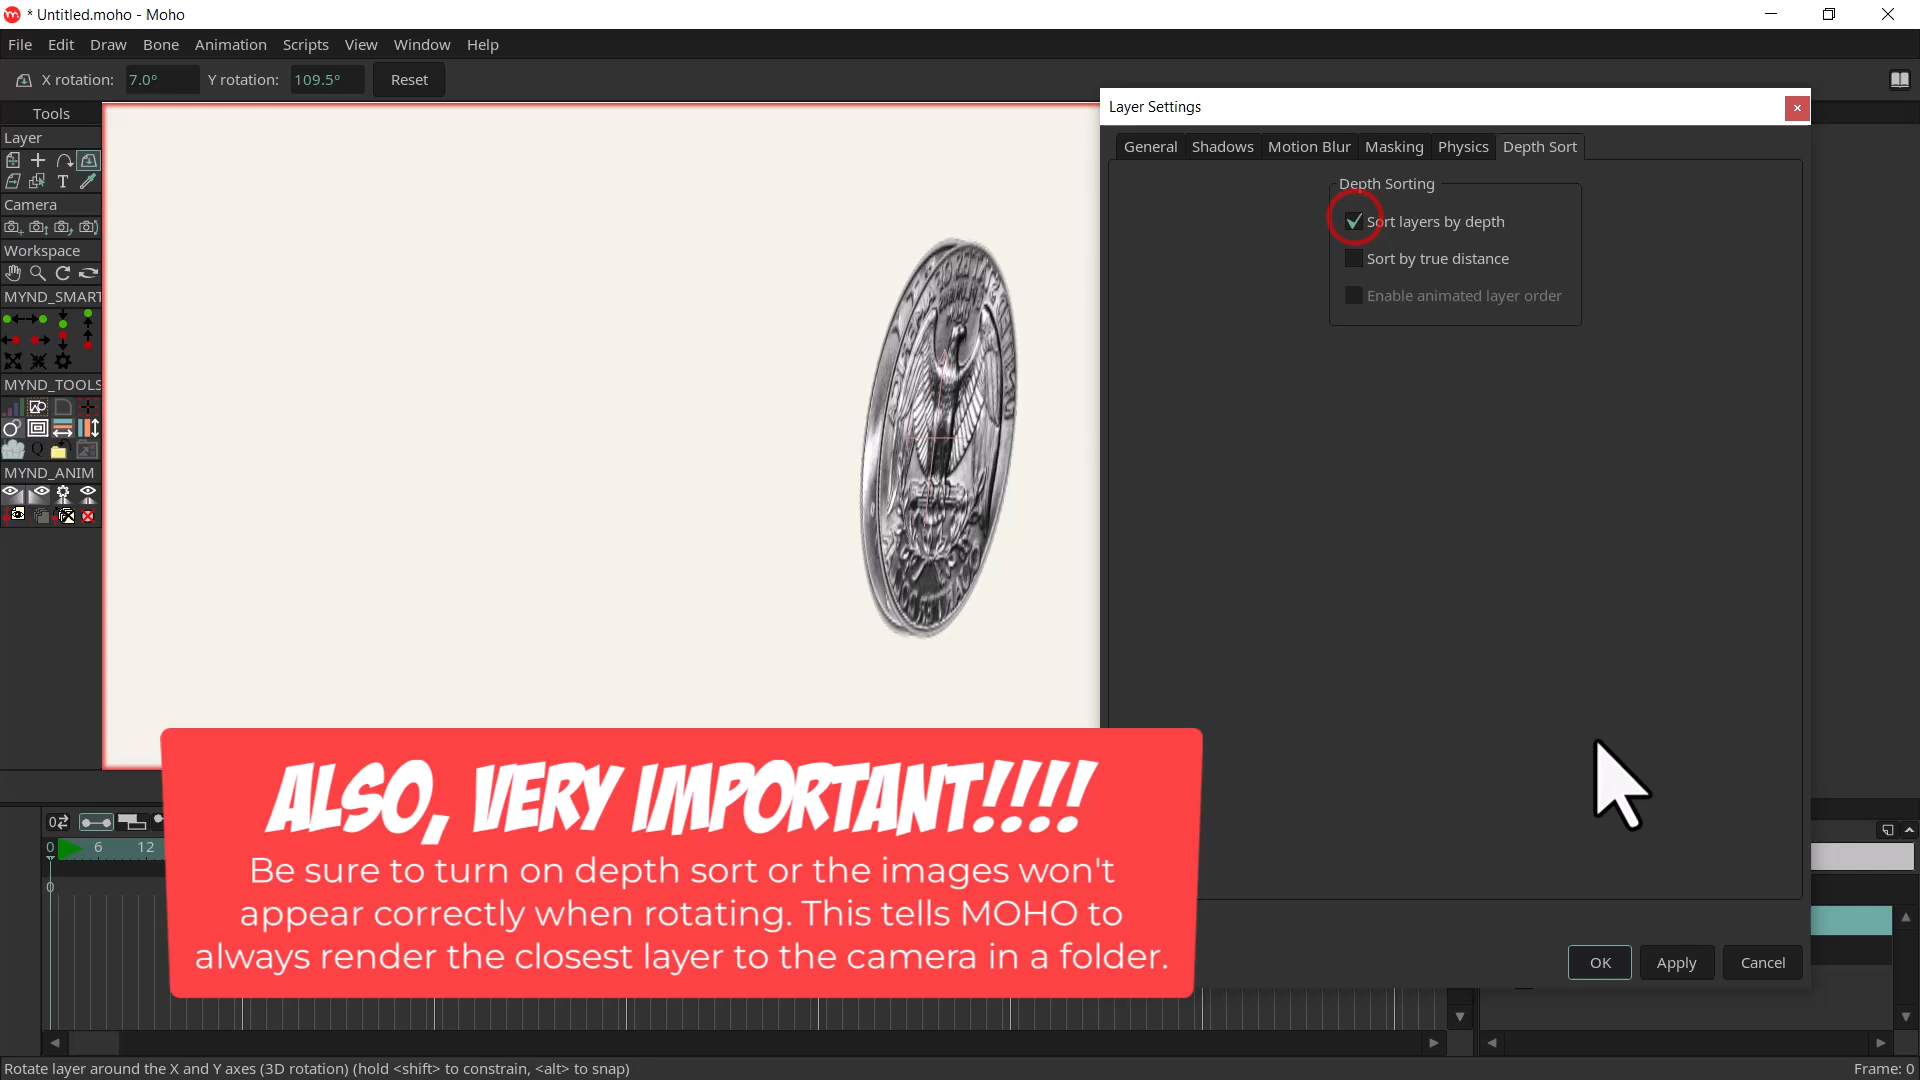 * Untitled.moho - Moho
File Edit Draw Bone Animation Scripts View Window Help
X rotation: 7.0° Y rotation: 109.5° Reset
Tools
Layer
Camera
Workspace
MYND_SMART
MYND_TOOLS
MYND_ANIM
Layer Settings
General Shadows Motion Blur Masking Physics Depth Sort
Depth Sorting
Sort layers by depth
Sort by true distance
Enable animated layer order
ALSO, VERY IMPORTANT!!!!
Be sure to turn on depth sort or the images won't
appear correctly when rotating. This tells MOHO to
always render the closest layer to the camera in a folder.
0 6 12
0
OK Apply Cancel
Rotate layer around the X and Y axes (3D rotation) (hold <shift> to constrain, <alt> to snap)
Frame: 0